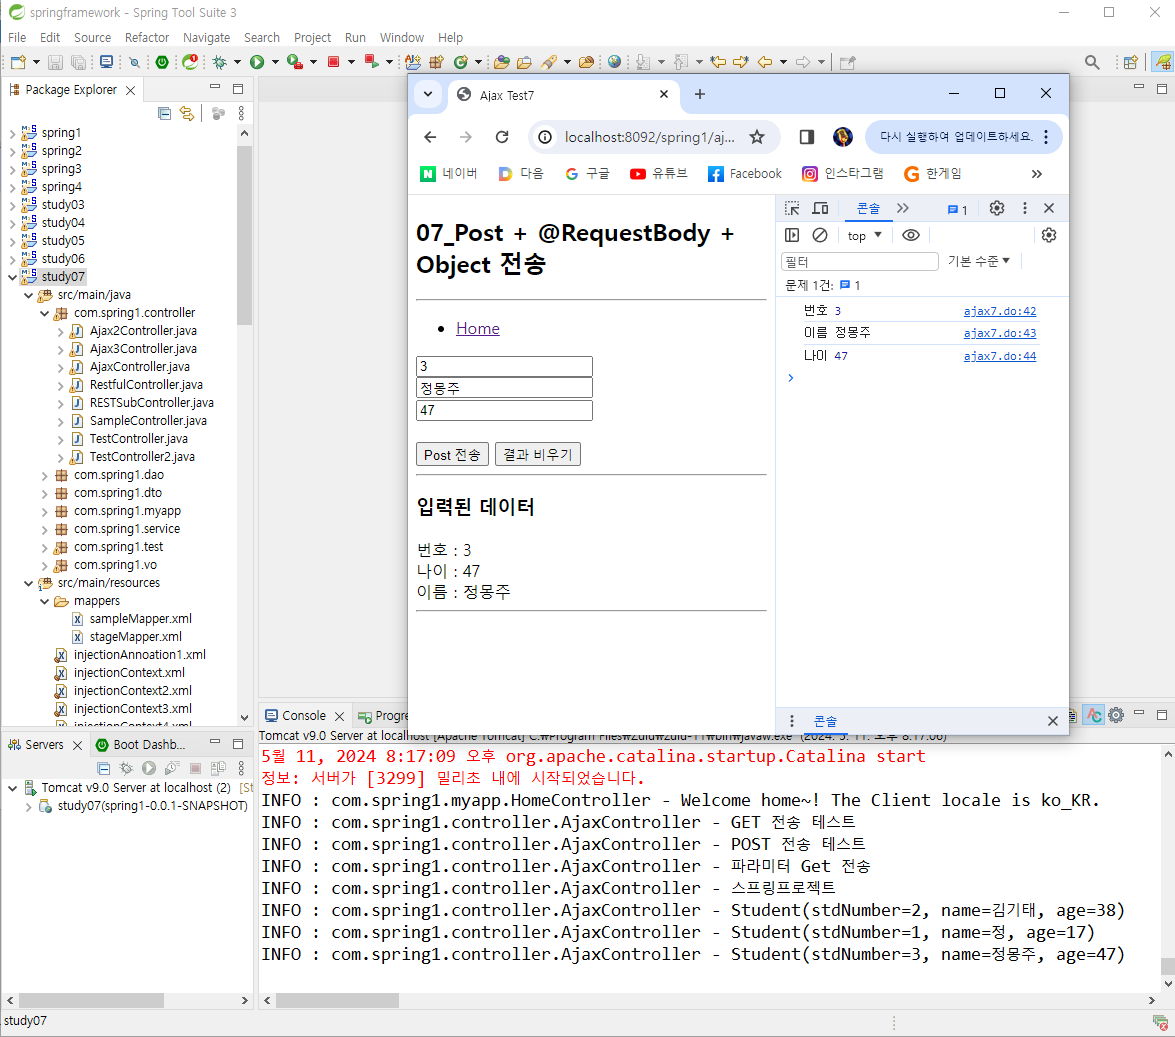 springframework - Spring Tool Suite 3
File Edit Source Refactor Navigate Search Project Run Window Help
Package Explorer
spring1
spring2
spring3
spring4
study03
study04
study05
study06
study07
src/main/java
com.spring1.controller
Ajax2Controller.java
Ajax3Controller.java
AjaxController.java
RestfulController.java
RESTSubController.java
SampleController.java
TestController.java
TestController2.java
com.spring1.dao
com.spring1.dto
com.spring1.myapp
com.spring1.service
com.spring1.test
com.spring1.vo
src/main/resources
mappers
sampleMapper.xml
stageMapper.xml
injectionAnnoation1.xml
injectionContext.xml
injectionContext2.xml
injectionContext3.xml
injectionContext4.xml
Servers Boot Dashb...
Tomcat v9.0 Server at localhost (2) [St
study07(spring1-0.0.1-SNAPSHOT)
Ajax Test7
localhost:8092/spring1/aj...
다시 실행하여 업데이트하세요.
네이버 다음 구글 유튜브 Facebook 인스타그램 한게임
07_Post + @RequestBody +
Object 전송
Home
3
정몽주
47
Post 전송 결과 비우기
입력된 데이터
번호 : 3
나이 : 47
이름 : 정몽주
콘솔 1
top
필터 기본 수준
문제 1건: 1
번호 3 ajax7.do:42
이름 정몽주 ajax7.do:43
나이 47 ajax7.do:44
콘솔
Console Progre
Tomcat v9.0 Server at localhost [Apache Tomcat] C:\Program Files\zulu\zulu-11\bin\javaw.exe (2024. 5. 11. 오후 8:17:06)
5월 11, 2024 8:17:09 오후 org.apache.catalina.startup.Catalina start
정보: 서버가 [3299] 밀리초 내에 시작되었습니다.
INFO : com.spring1.myapp.HomeController - Welcome home~! The Client locale is ko_KR.
INFO : com.spring1.controller.AjaxController - GET 전송 테스트
INFO : com.spring1.controller.AjaxController - POST 전송 테스트
INFO : com.spring1.controller.AjaxController - 파라미터 Get 전송
INFO : com.spring1.controller.AjaxController - 스프링프로젝트
INFO : com.spring1.controller.AjaxController - Student(stdNumber=2, name=김기태, age=38)
INFO : com.spring1.controller.AjaxController - Student(stdNumber=1, name=정, age=17)
INFO : com.spring1.controller.AjaxController - Student(stdNumber=3, name=정몽주, age=47)
study07